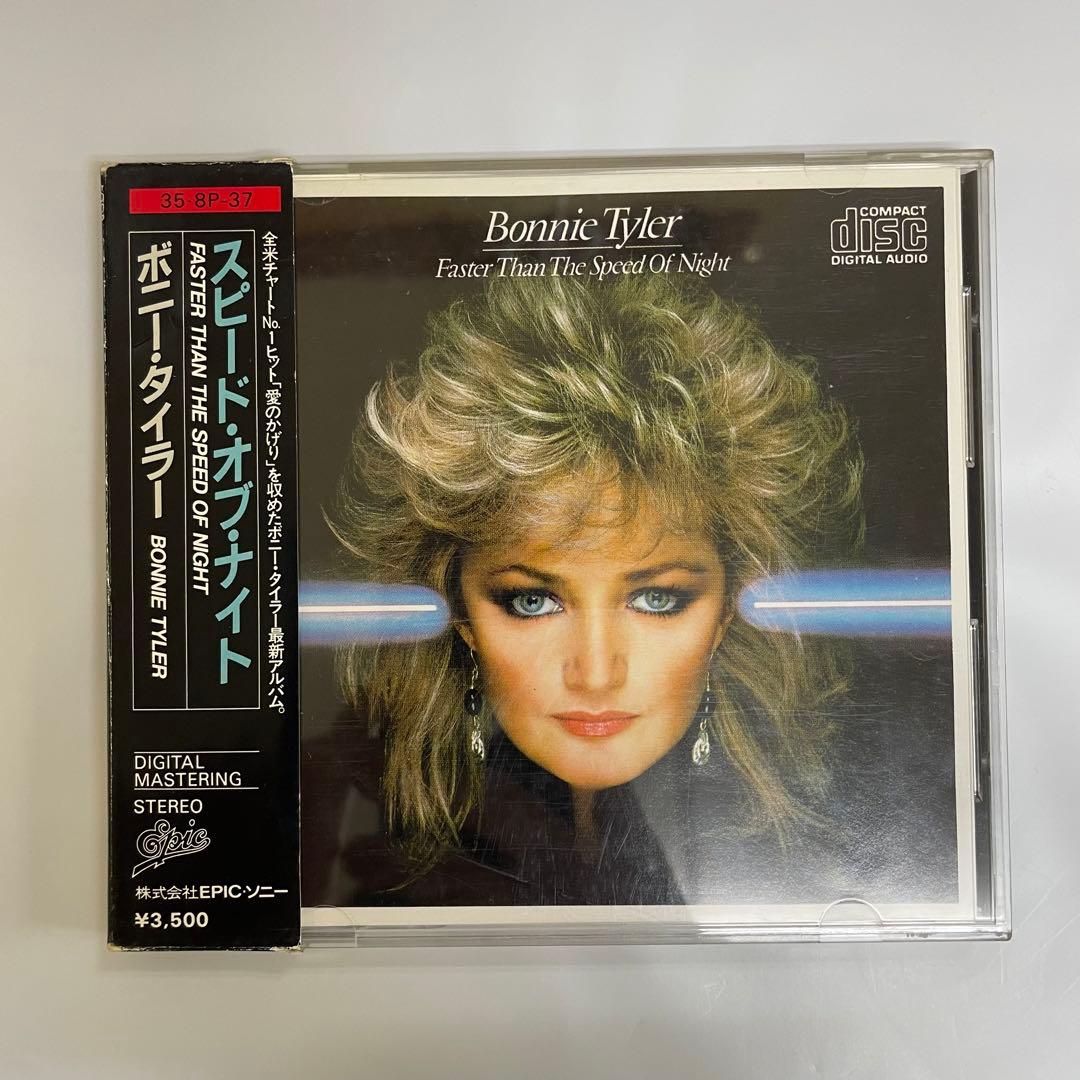 35・8P-37
全米チャートNo.1ヒット「愛のかげり」を収めたボニー・タイラー最新アルバム。
スピード・オブ・ナイト
FASTER THAN THE SPEED OF NIGHT
ボニー・タイラー BONNIE TYLER
DIGITAL
MASTERING
STEREO
Epic
株式会社EPIC・ソニー
¥3,500
Bonnie Tyler
Faster Than The Speed Of Night
COMPACT
disc
DIGITAL AUDIO